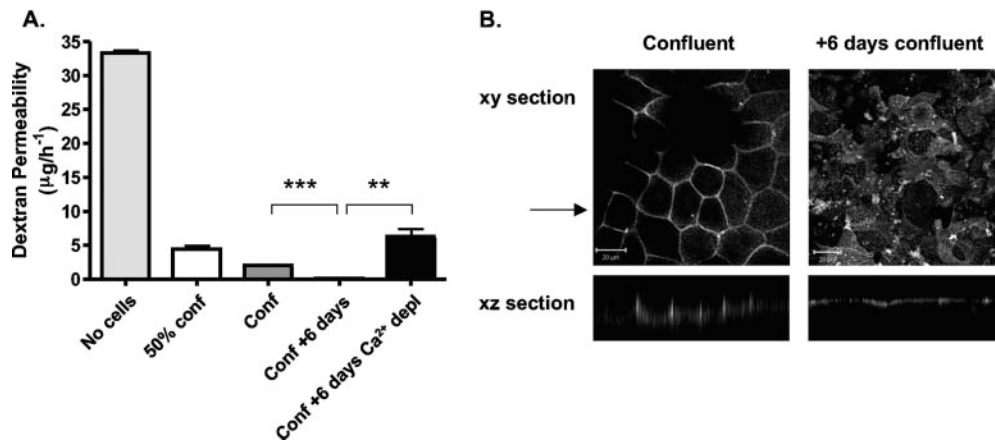 A.
Dextran Permeability
(µg/h⁻¹)
35
30
25
20
15
10
5
0
***
**
No cells
50% conf
Conf
Conf +6 days
Conf +6 days Ca²⁺ depl
B.
Confluent
+6 days confluent
xy section
20 µm
20 µm
xz section